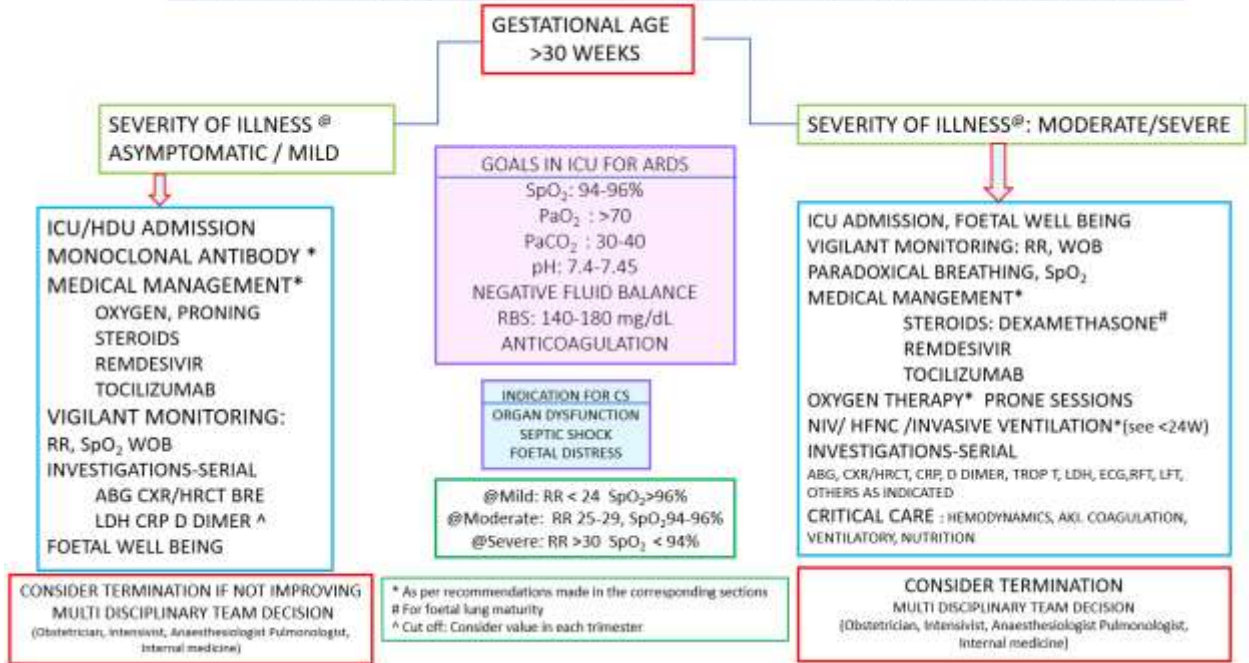 GESTATIONAL AGE
>30 WEEKS
SEVERITY OF ILLNESS @
ASYMPTOMATIC / MILD
ICU/HDU ADMISSION
MONOCLONAL ANTIBODY *
MEDICAL MANAGEMENT*
OXYGEN, PRONING
STEROIDS
REMDESIVIR
TOCILIZUMAB
VIGILANT MONITORING:
RR, SpO₂ WOB
INVESTIGATIONS-SERIAL
ABG CXR/HRCT BRE
LDH CRP D DIMER ^
FOETAL WELL BEING
CONSIDER TERMINATION IF NOT IMPROVING
MULTI DISCIPLINARY TEAM DECISION
(Obstetrician, Intensivist, Anaesthesiologist Pulmonologist,
Internal medicine)
GOALS IN ICU FOR ARDS
SpO₂: 94-96%
PaO₂ : >70
PaCO₂ : 30-40
pH: 7.4-7.45
NEGATIVE FLUID BALANCE
RBS: 140-180 mg/dL
ANTICOAGULATION
INDICATION FOR CS
ORGAN DYSFUNCTION
SEPTIC SHOCK
FOETAL DISTRESS
@Mild: RR < 24 SpO₂>96%
@Moderate: RR 25-29, SpO₂94-96%
@Severe: RR >30 SpO₂ < 94%
* As per recommendations made in the corresponding sections
# For foetal lung maturity
^ Cut off: Consider value in each trimester
SEVERITY OF ILLNESS@: MODERATE/SEVERE
ICU ADMISSION, FOETAL WELL BEING
VIGILANT MONITORING: RR, WOB
PARADOXICAL BREATHING, SpO₂
MEDICAL MANGEMENT*
STEROIDS: DEXAMETHASONE#
REMDESIVIR
TOCILIZUMAB
OXYGEN THERAPY* PRONE SESSIONS
NIV/ HFNC /INVASIVE VENTILATION*(see <24W)
INVESTIGATIONS-SERIAL
ABG, CXR/HRCT, CRP, D DIMER, TROP T, LDH, ECG,RFT, LFT,
OTHERS AS INDICATED
CRITICAL CARE : HEMODYNAMICS, AKI. COAGULATION,
VENTILATORY, NUTRITION
CONSIDER TERMINATION
MULTI DISCIPLINARY TEAM DECISION
(Obstetrician, Intensivist, Anaesthesiologist Pulmonologist,
Internal medicine)